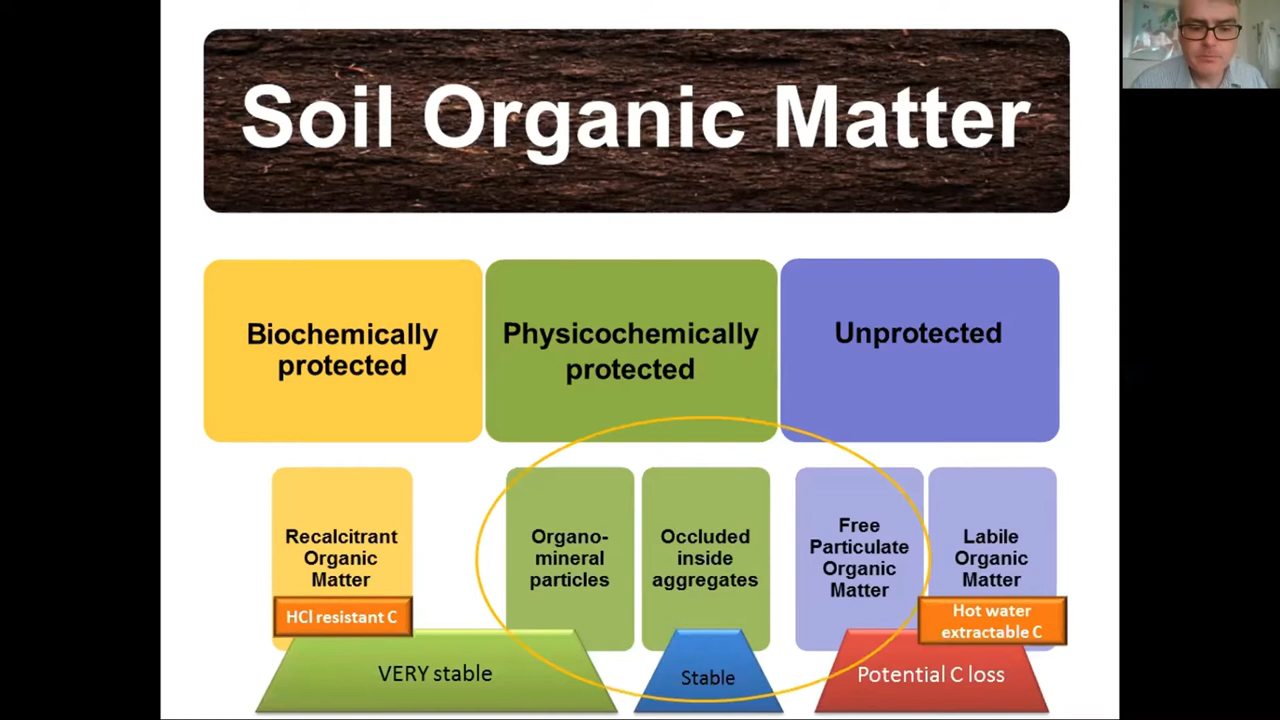 Soil Organic Matter
Biochemically
protected
Physicochemically
protected
Unprotected
Recalcitrant
Organic
Matter
Organo-
mineral
particles
Occluded
inside
aggregates
Free
Particulate
Organic
Matter
Labile
Organic
Matter
HCl resistant C
Hot water
extractable C
VERY stable
Stable
Potential C loss